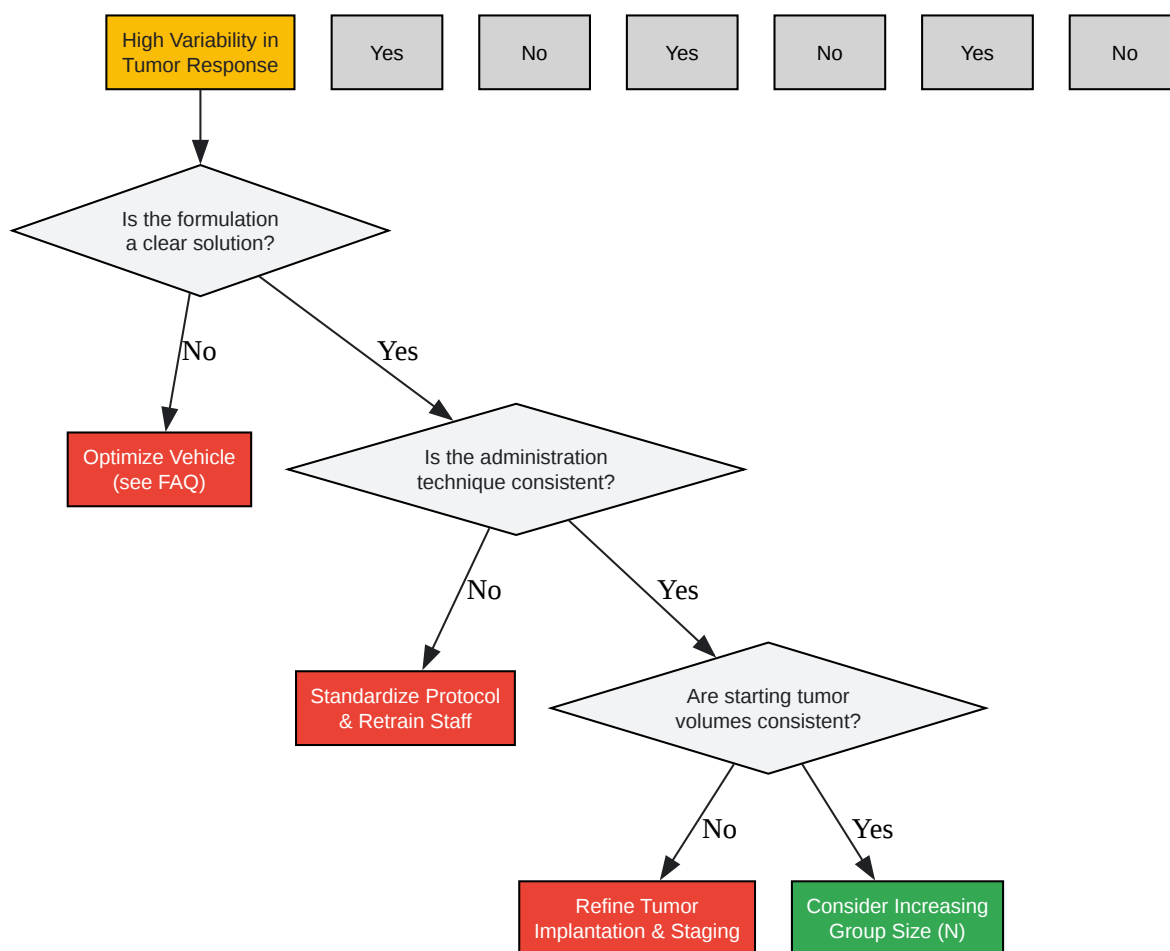 High Variability in
Tumor Response
Yes
No
Yes
No
Yes
No
Is the formulation
a clear solution?
No
Yes
Optimize Vehicle
(see FAQ)
Is the administration
technique consistent?
No
Yes
Standardize Protocol
& Retrain Staff
Are starting tumor
volumes consistent?
No
Yes
Refine Tumor
Implantation & Staging
Consider Increasing
Group Size (N)